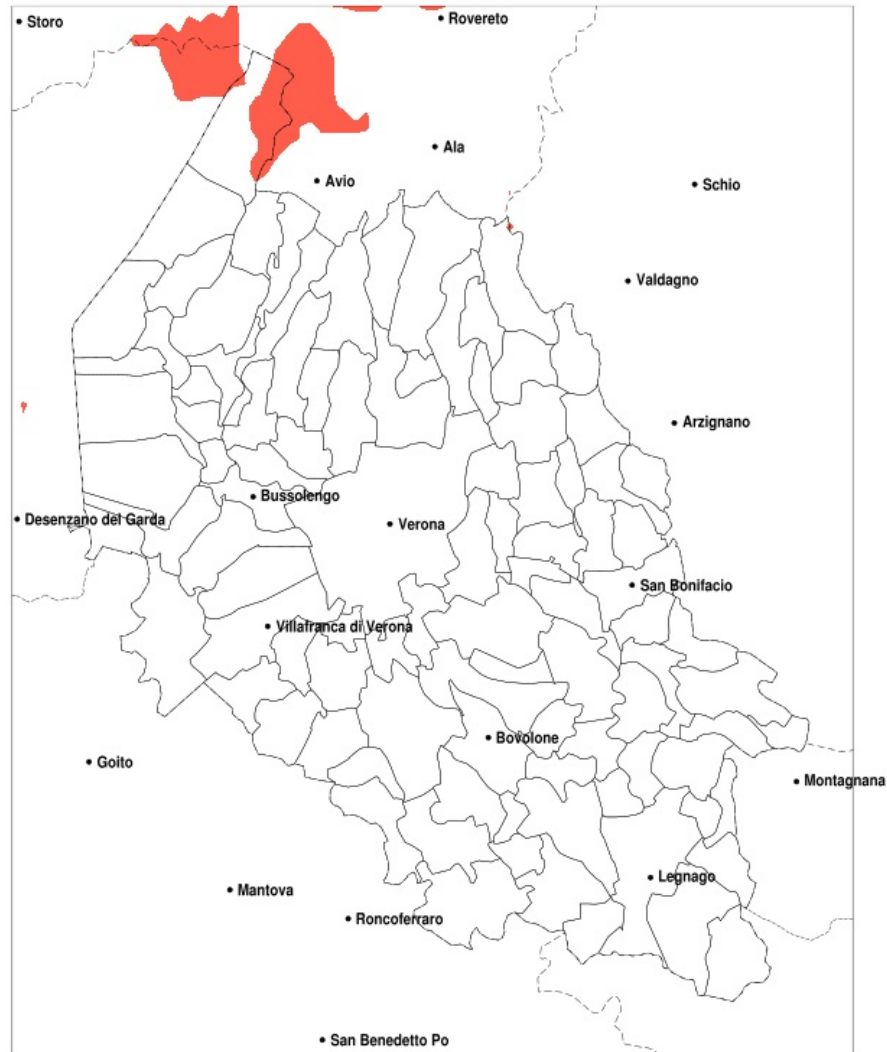 Storo
Rovereto
Ala
Avio
Schio
Valdagno
Arzignano
Bussolengo
Desenzano del Garda
Verona
San Bonifacio
Villafranca di Verona
Bovolone
Goito
Montagnana
Legnago
Mantova
Roncoferraro
San Benedetto Po